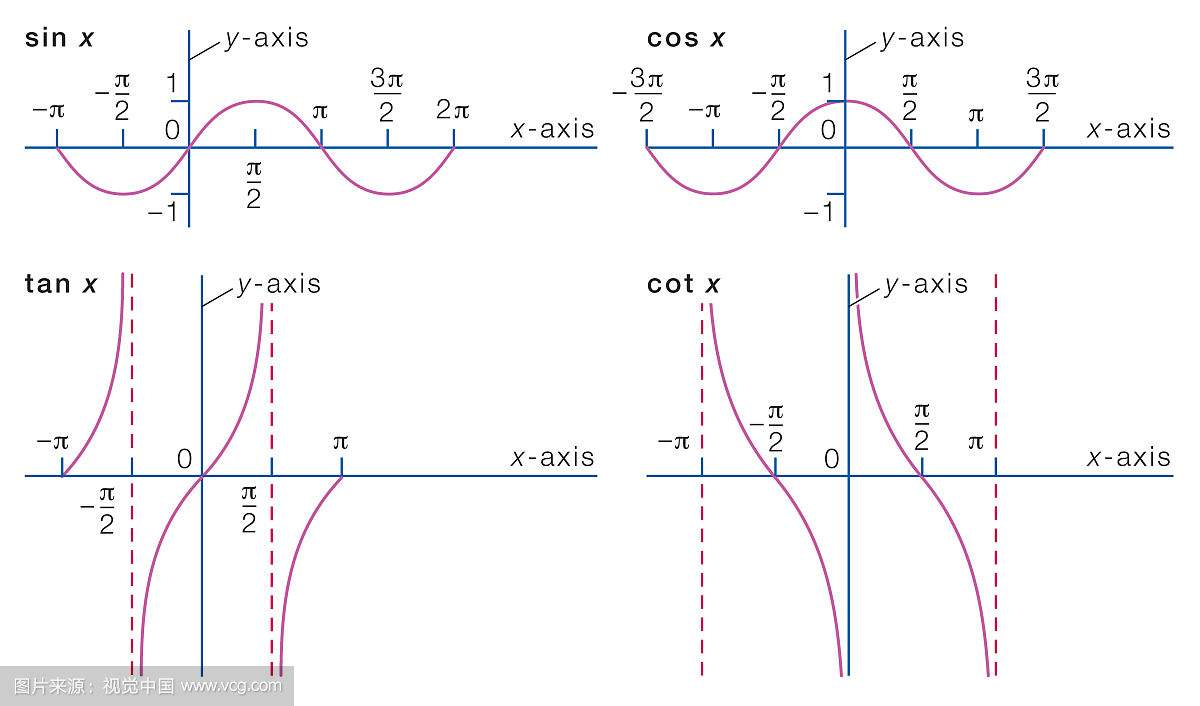 sin x
y-axis
−π
−π/2
1
0
π/2
π
3π/2
2π
x-axis
−1
cos x
y-axis
−3π/2
−π
−π/2
1
0
π/2
π
3π/2
x-axis
−1
tan x
y-axis
−π
−π/2
0
π/2
π
x-axis
cot x
y-axis
−π
−π/2
0
π/2
π
x-axis
图片来源：视觉中国 www.vcg.com